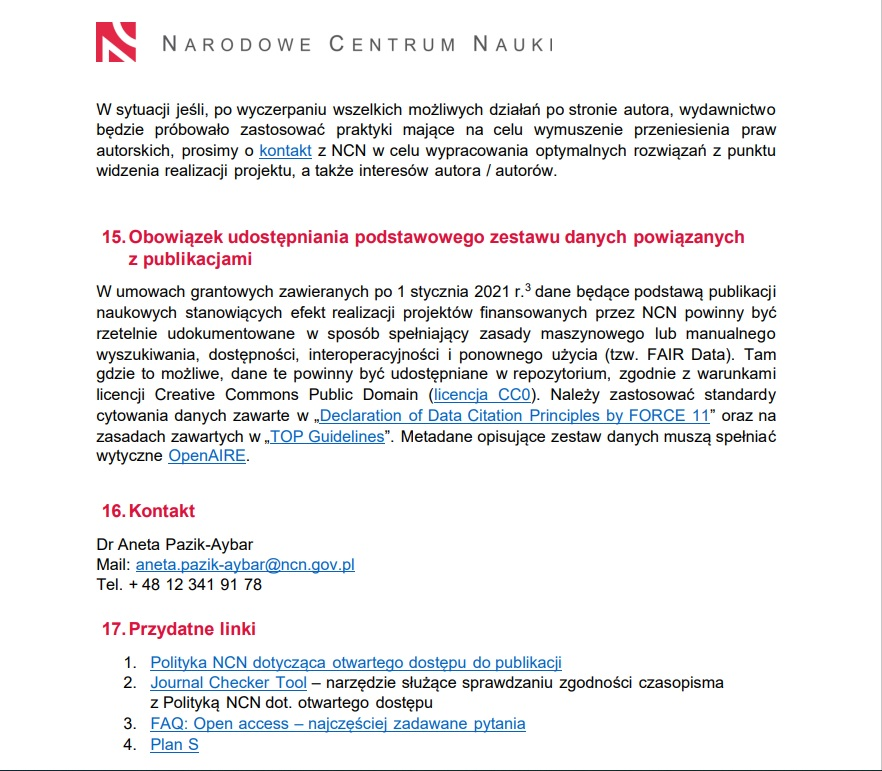 NARODOWE CENTRUM NAUKI
W sytuacji jeśli, po wyczerpaniu wszelkich możliwych działań po stronie autora, wydawnictwo
będzie próbowało zastosować praktyki mające na celu wymuszenie przeniesienia praw
autorskich, prosimy o kontakt z NCN w celu wypracowania optymalnych rozwiązań z punktu
widzenia realizacji projektu, a także interesów autora / autorów.
15. Obowiązek udostępniania podstawowego zestawu danych powiązanych
z publikacjami
W umowach grantowych zawieranych po 1 stycznia 2021 r.³ dane będące podstawą publikacji
naukowych stanowiących efekt realizacji projektów finansowanych przez NCN powinny być
rzetelnie udokumentowane w sposób spełniający zasady maszynowego lub manualnego
wyszukiwania, dostępności, interoperacyjności i ponownego użycia (tzw. FAIR Data). Tam
gdzie to możliwe, dane te powinny być udostępniane w repozytorium, zgodnie z warunkami
licencji Creative Commons Public Domain (licencja CC0). Należy zastosować standardy
cytowania danych zawarte w „Declaration of Data Citation Principles by FORCE 11” oraz na
zasadach zawartych w „TOP Guidelines”. Metadane opisujące zestaw danych muszą spełniać
wytyczne OpenAIRE.
16. Kontakt
Dr Aneta Pazik-Aybar
Mail: aneta.pazik-aybar@ncn.gov.pl
Tel. + 48 12 341 91 78
17. Przydatne linki
1. Polityka NCN dotycząca otwartego dostępu do publikacji
2. Journal Checker Tool – narzędzie służące sprawdzaniu zgodności czasopisma
z Polityką NCN dot. otwartego dostępu
3. FAQ: Open access – najczęściej zadawane pytania
4. Plan S